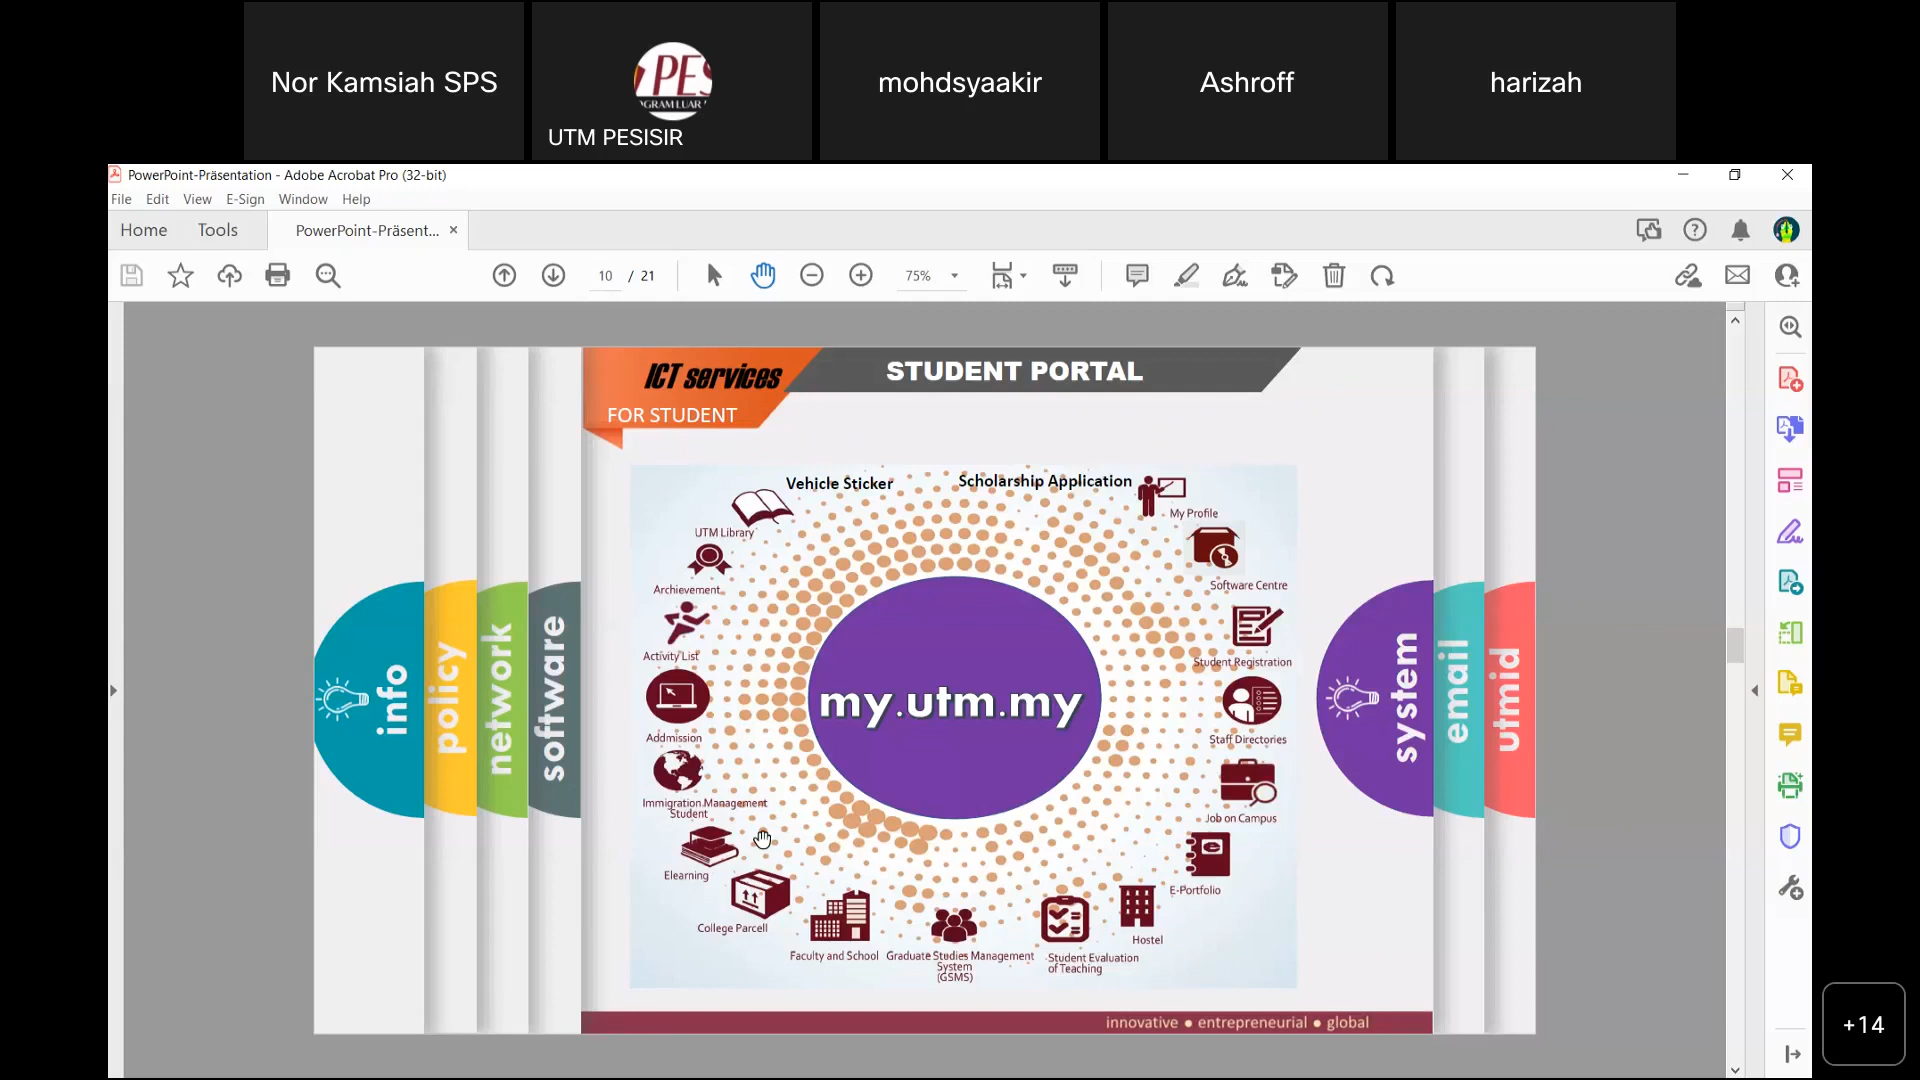 Nor Kamsiah SPS
PES
OGRAM LUAR
UTM PESISIR
mohdsyaakir
Ashroff
harizah
PowerPoint-Präsentation - Adobe Acrobat Pro (32-bit)
File Edit View E-Sign Window Help
Home Tools PowerPoint-Präsent... ×
10 / 21 75%
ICT services
FOR STUDENT
STUDENT PORTAL
Vehicle Sticker
Scholarship Application
My Profile
UTM Library
Software Centre
Archievement
Student Registration
Activity List
Staff Directories
Addmission
Job on Campus
Immigration Management
Student
E-Portfolio
Elearning
Hostel
College Parcell
Faculty and School
Graduate Studies Management
System
(GSMS)
Student Evaluation
of Teaching
my.utm.my
info
policy
network
software
system
email
utmid
innovative ● entrepreneurial ● global
+14